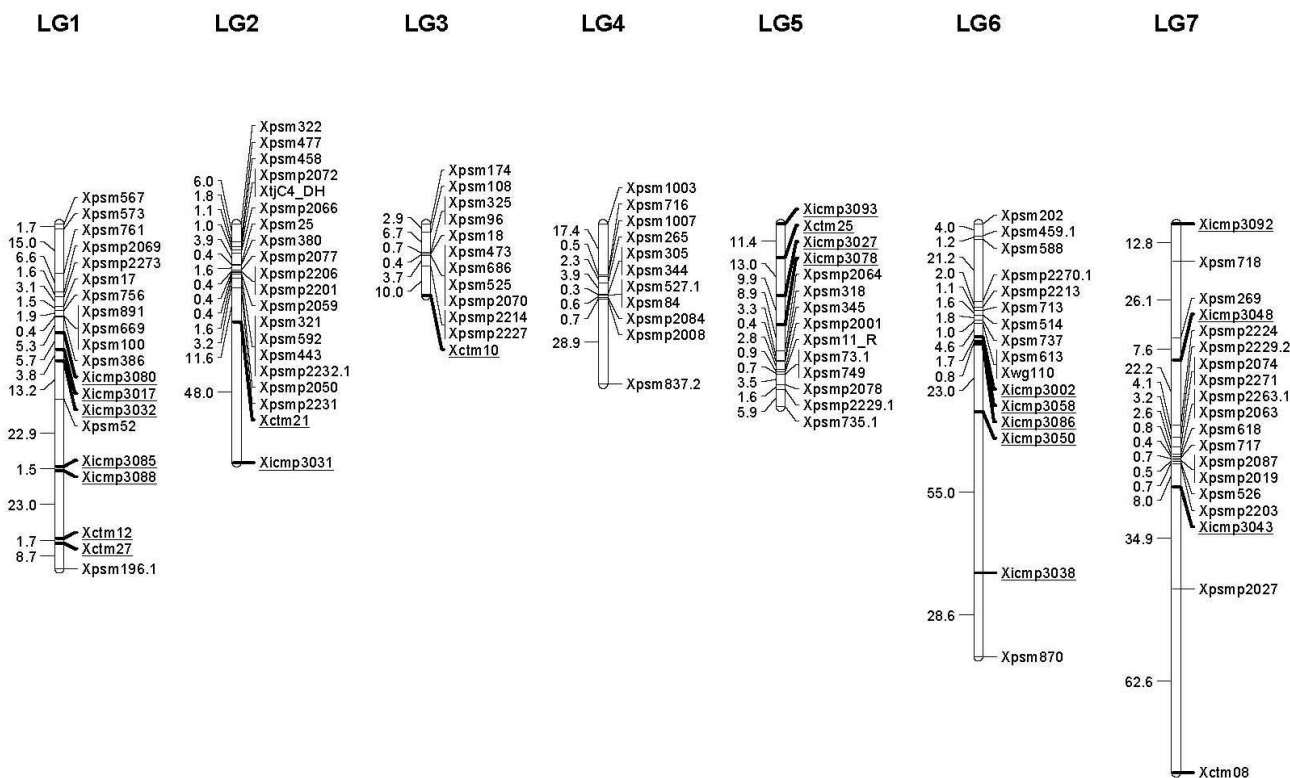 LG1
LG2
LG3
LG4
LG5
LG6
LG7
1.7
15.0
6.6
1.6
3.1
1.5
1.9
0.4
5.3
5.7
3.8
13.2
22.9
1.5
23.0
1.7
8.7
Xpsm567
Xpsm573
Xpsm761
Xpsmp2069
Xpsmp2273
Xpsm17
Xpsm756
Xpsm891
Xpsm669
Xpsm100
Xpsm386
Xicmp3080
Xicmp3017
Xicmp3032
Xpsm52
Xicmp3085
Xicmp3088
Xctm12
Xctm27
Xpsm196.1
6.0
1.8
1.1
1.0
3.9
0.4
1.6
0.4
0.4
0.4
1.6
3.2
11.6
48.0
Xpsm322
Xpsm477
Xpsm458
Xpsmp2072
XtjC4_DH
Xpsmp2066
Xpsm25
Xpsm380
Xpsmp2077
Xpsmp2206
Xpsmp2201
Xpsmp2059
Xpsm321
Xpsm592
Xpsm443
Xpsmp2232.1
Xpsmp2050
Xpsmp2231
Xctm21
Xicmp3031
2.9
6.7
0.7
0.4
3.7
10.0
Xpsm174
Xpsm108
Xpsm325
Xpsm96
Xpsm18
Xpsm473
Xpsm686
Xpsm525
Xpsmp2070
Xpsmp2214
Xpsmp2227
Xctm10
17.4
0.5
2.3
3.9
0.3
0.6
0.7
28.9
Xpsm1003
Xpsm716
Xpsm1007
Xpsm265
Xpsm305
Xpsm344
Xpsm527.1
Xpsm84
Xpsmp2084
Xpsmp2008
Xpsm837.2
11.4
13.0
9.9
8.9
3.3
0.4
2.8
0.9
0.7
3.5
1.6
5.9
Xicmp3093
Xctm25
Xicmp3027
Xicmp3078
Xpsmp2064
Xpsm318
Xpsm345
Xpsmp2001
Xpsm11_R
Xpsm73.1
Xpsm749
Xpsmp2078
Xpsmp2229.1
Xpsm735.1
4.0
1.2
21.2
2.0
1.1
1.6
1.8
1.0
4.6
1.7
0.8
23.0
55.0
28.6
Xpsm202
Xpsm459.1
Xpsm588
Xpsmp2270.1
Xpsmp2213
Xpsm713
Xpsm514
Xpsm737
Xpsm613
Xwg110
Xicmp3002
Xicmp3058
Xicmp3086
Xicmp3050
Xicmp3038
Xpsm870
12.8
26.1
7.6
22.2
4.1
3.2
2.6
0.8
0.4
0.7
0.5
0.7
8.0
34.9
62.6
Xicmp3092
Xpsm718
Xpsm269
Xicmp3048
Xpsmp2224
Xpsmp2229.2
Xpsmp2074
Xpsmp2271
Xpsmp2263.1
Xpsmp2063
Xpsm618
Xpsm717
Xpsmp2087
Xpsmp2019
Xpsm526
Xpsmp2203
Xicmp3043
Xpsmp2027
Xctm08